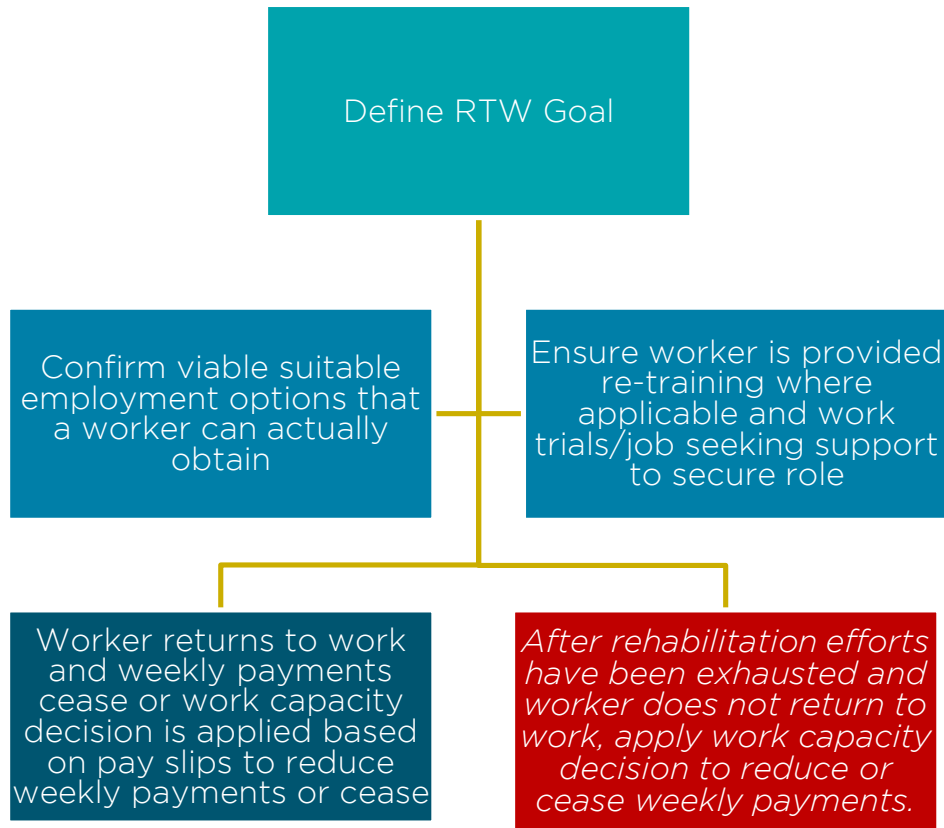 Define RTW Goal
Confirm viable suitable
employment options that
a worker can actually
obtain
Ensure worker is provided
re-training where
applicable and work
trials/job seeking support
to secure role
Worker returns to work
and weekly payments
cease or work capacity
decision is applied based
on pay slips to reduce
weekly payments or cease
After rehabilitation efforts
have been exhausted and
worker does not return to
work, apply work capacity
decision to reduce or
cease weekly payments.